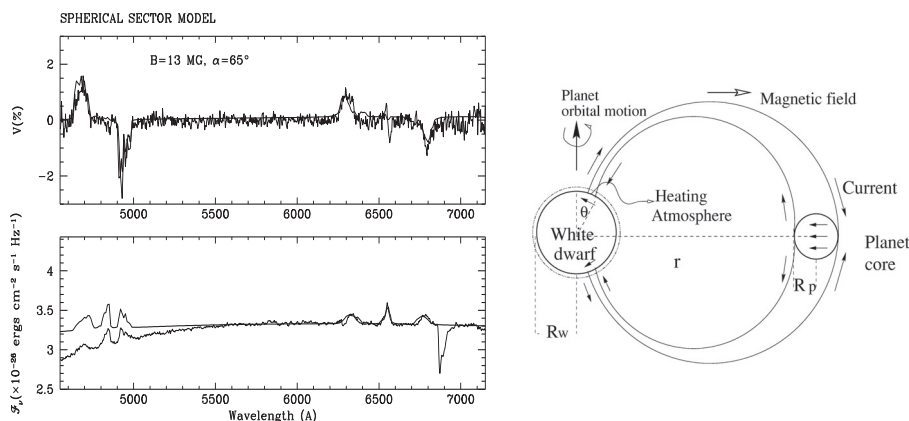 SPHERICAL SECTOR MODEL
B=13 MG, α=65°
V(%)
2
0
-2
5000 5500 6000 6500 7000
4
3.5
3
2.5
ℱν(×10⁻²⁶ ergs cm⁻² s⁻¹ Hz⁻¹)
5000 5500 6000 6500 7000
Wavelength (A)
Planet
orbital motion
Magnetic field
Current
Heating
Atmosphere
θ
White
dwarf
r
Planet
core
Rp
Rw